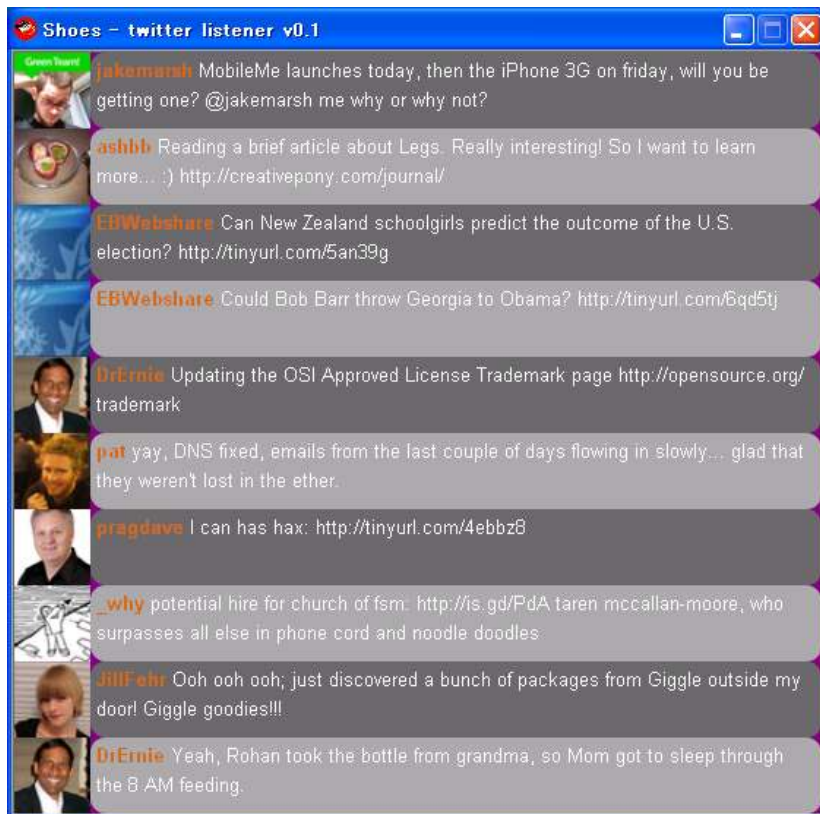 Shoes - twitter listener v0.1
Green Team!
jakemarsh MobileMe launches today, then the iPhone 3G on friday, will you be
getting one? @jakemarsh me why or why not?
ashbb Reading a brief article about Legs. Really interesting! So I want to learn
more... :) http://creativepony.com/journal/
EBWebshare Can New Zealand schoolgirls predict the outcome of the U.S.
election? http://tinyurl.com/5an39g
EBWebshare Could Bob Barr throw Georgia to Obama? http://tinyurl.com/6qd5tj
DrErnie Updating the OSI Approved License Trademark page http://opensource.org/
trademark
pat yay, DNS fixed, emails from the last couple of days flowing in slowly... glad that
they weren't lost in the ether.
pragdave I can has hax: http://tinyurl.com/4ebbz8
_why potential hire for church of fsm: http://is.gd/PdA taren mccallan-moore, who
surpasses all else in phone cord and noodle doodles
JillFehr Ooh ooh ooh; just discovered a bunch of packages from Giggle outside my
door! Giggle goodies!!!
DrErnie Yeah, Rohan took the bottle from grandma, so Mom got to sleep through
the 8 AM feeding.